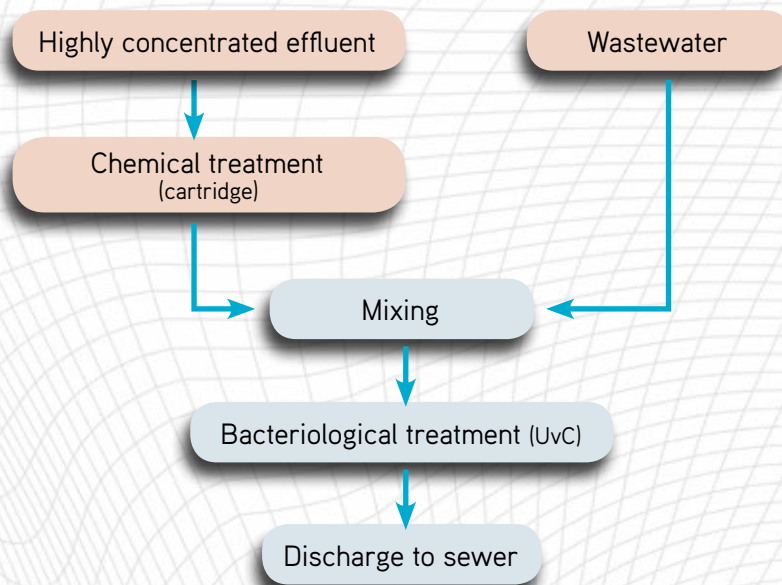 Highly concentrated effluent
Wastewater
Chemical treatment
(cartridge)
Mixing
Bacteriological treatment (UvC)
Discharge to sewer